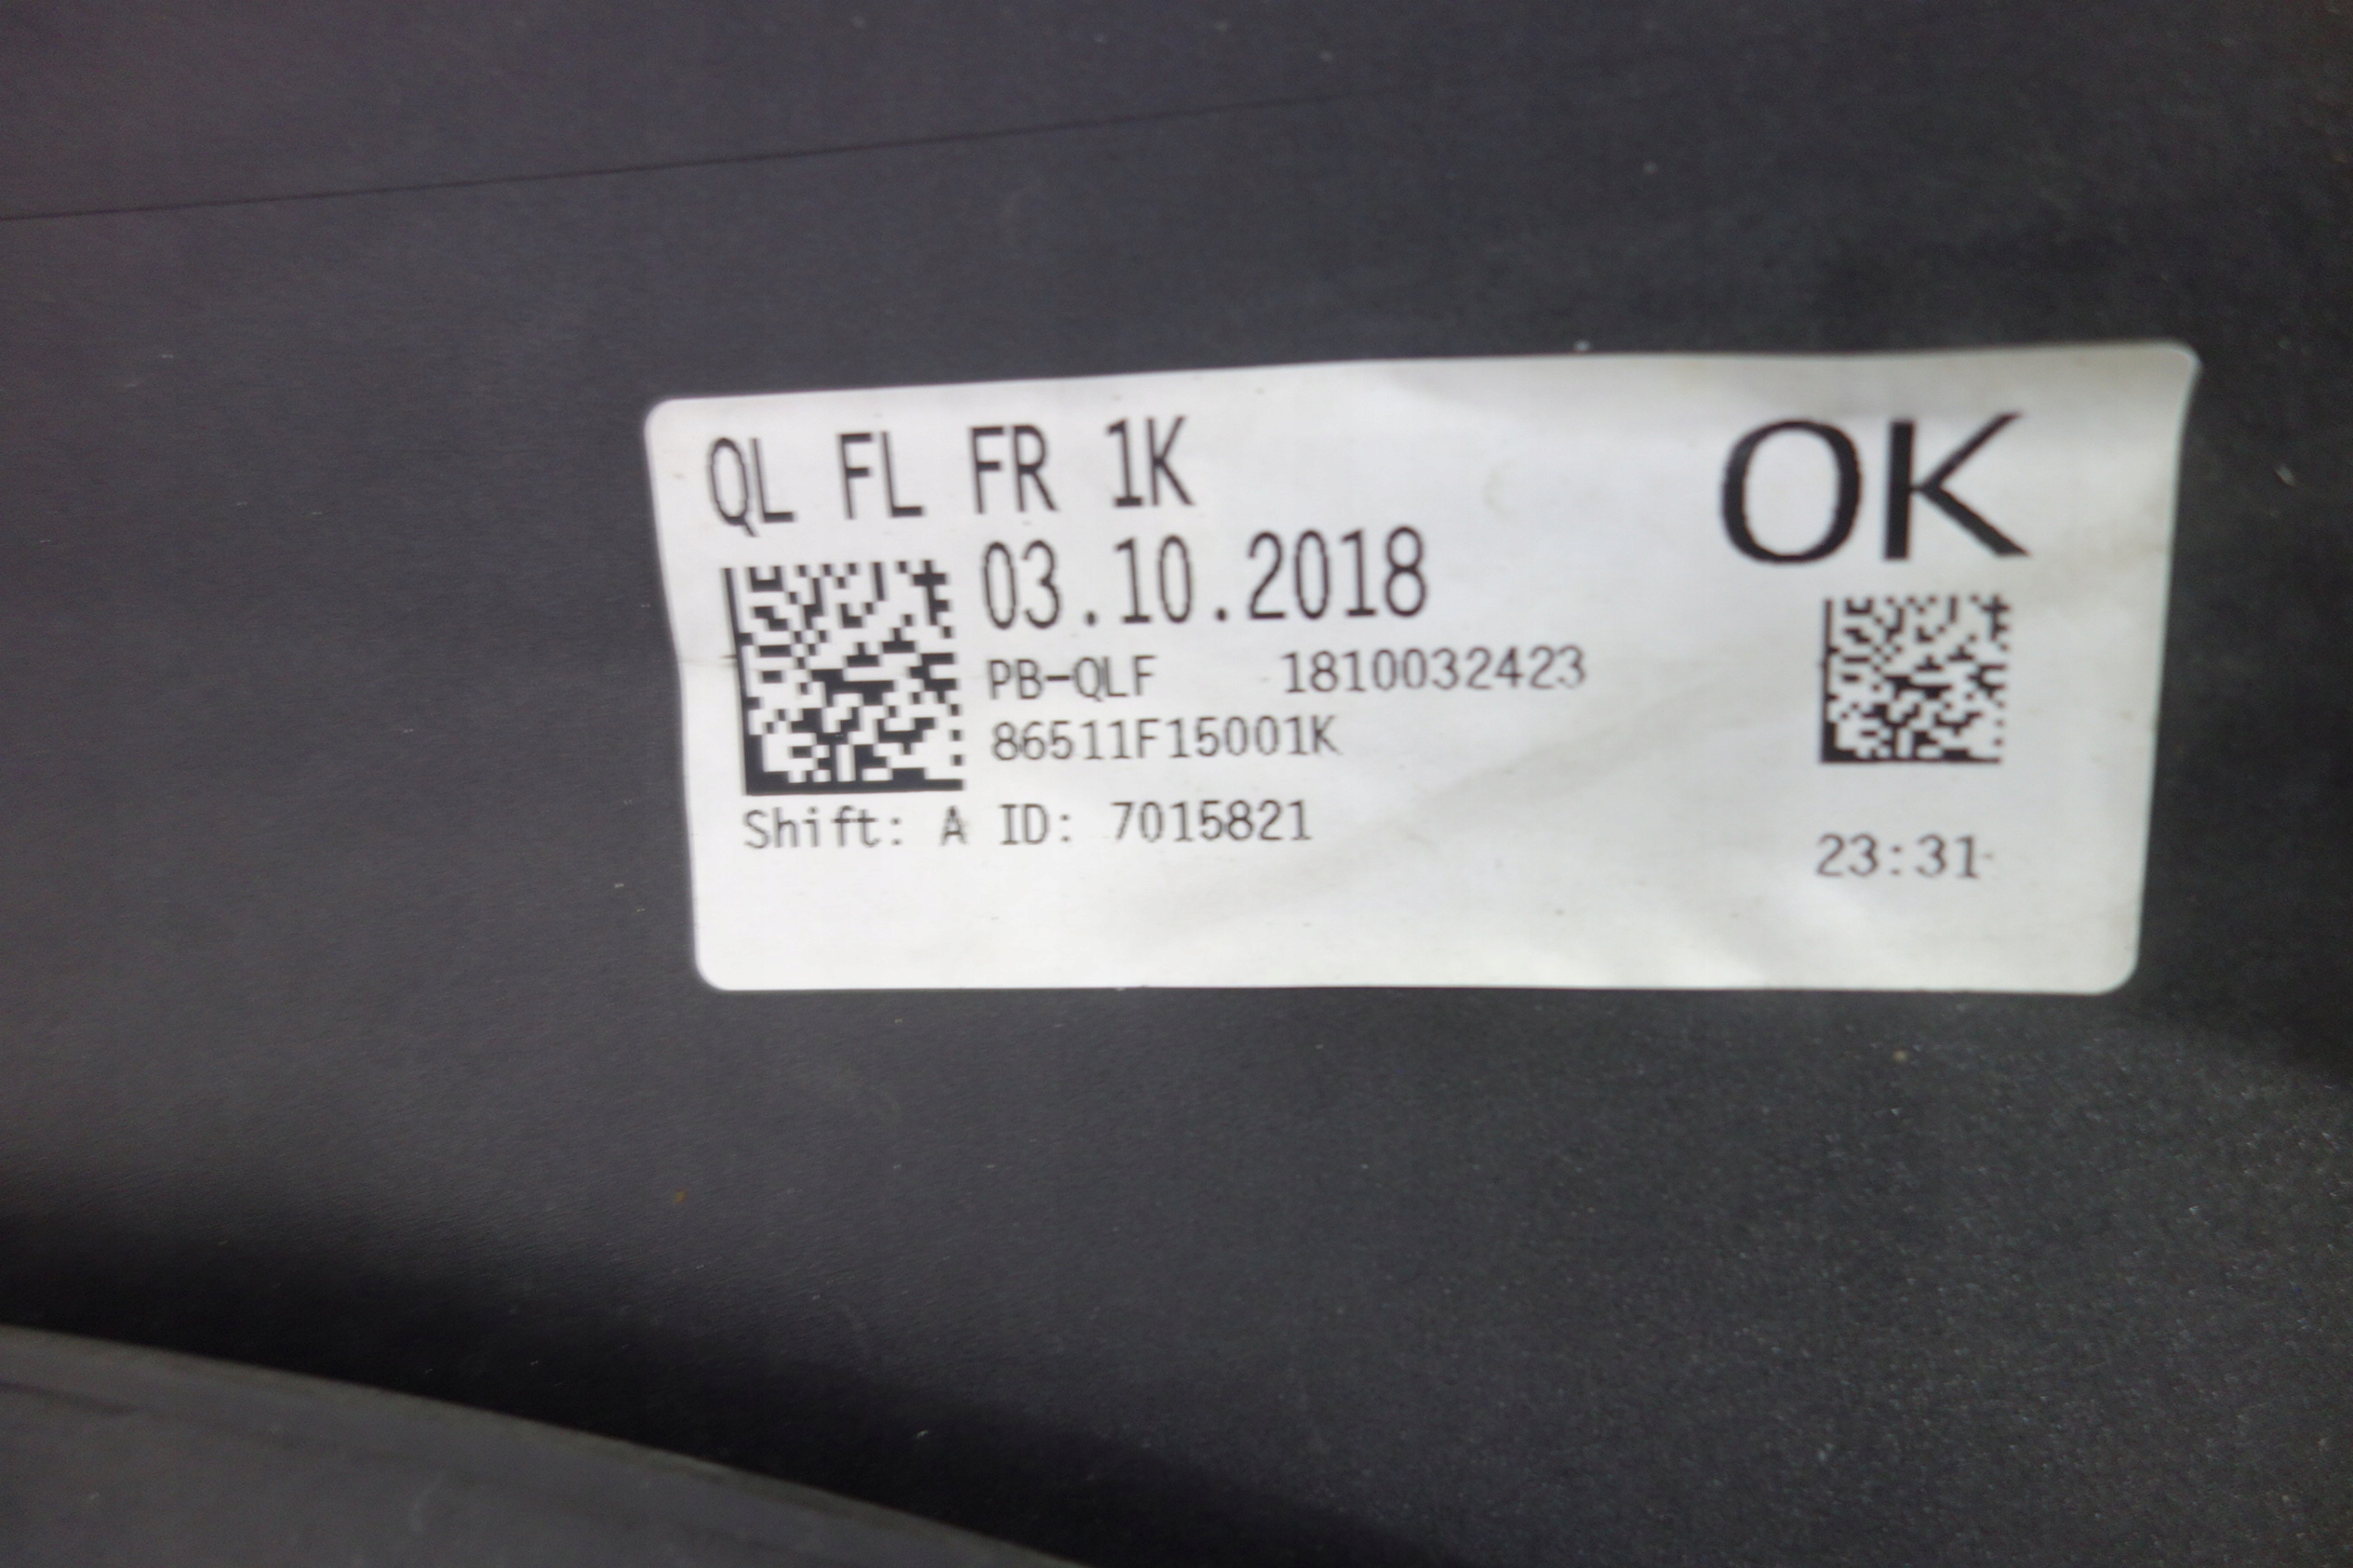 QL FL FR 1K
OK
03.10.2018
PB-QLF 1810032423
86511F15001K
Shift: A ID: 7015821
23:31